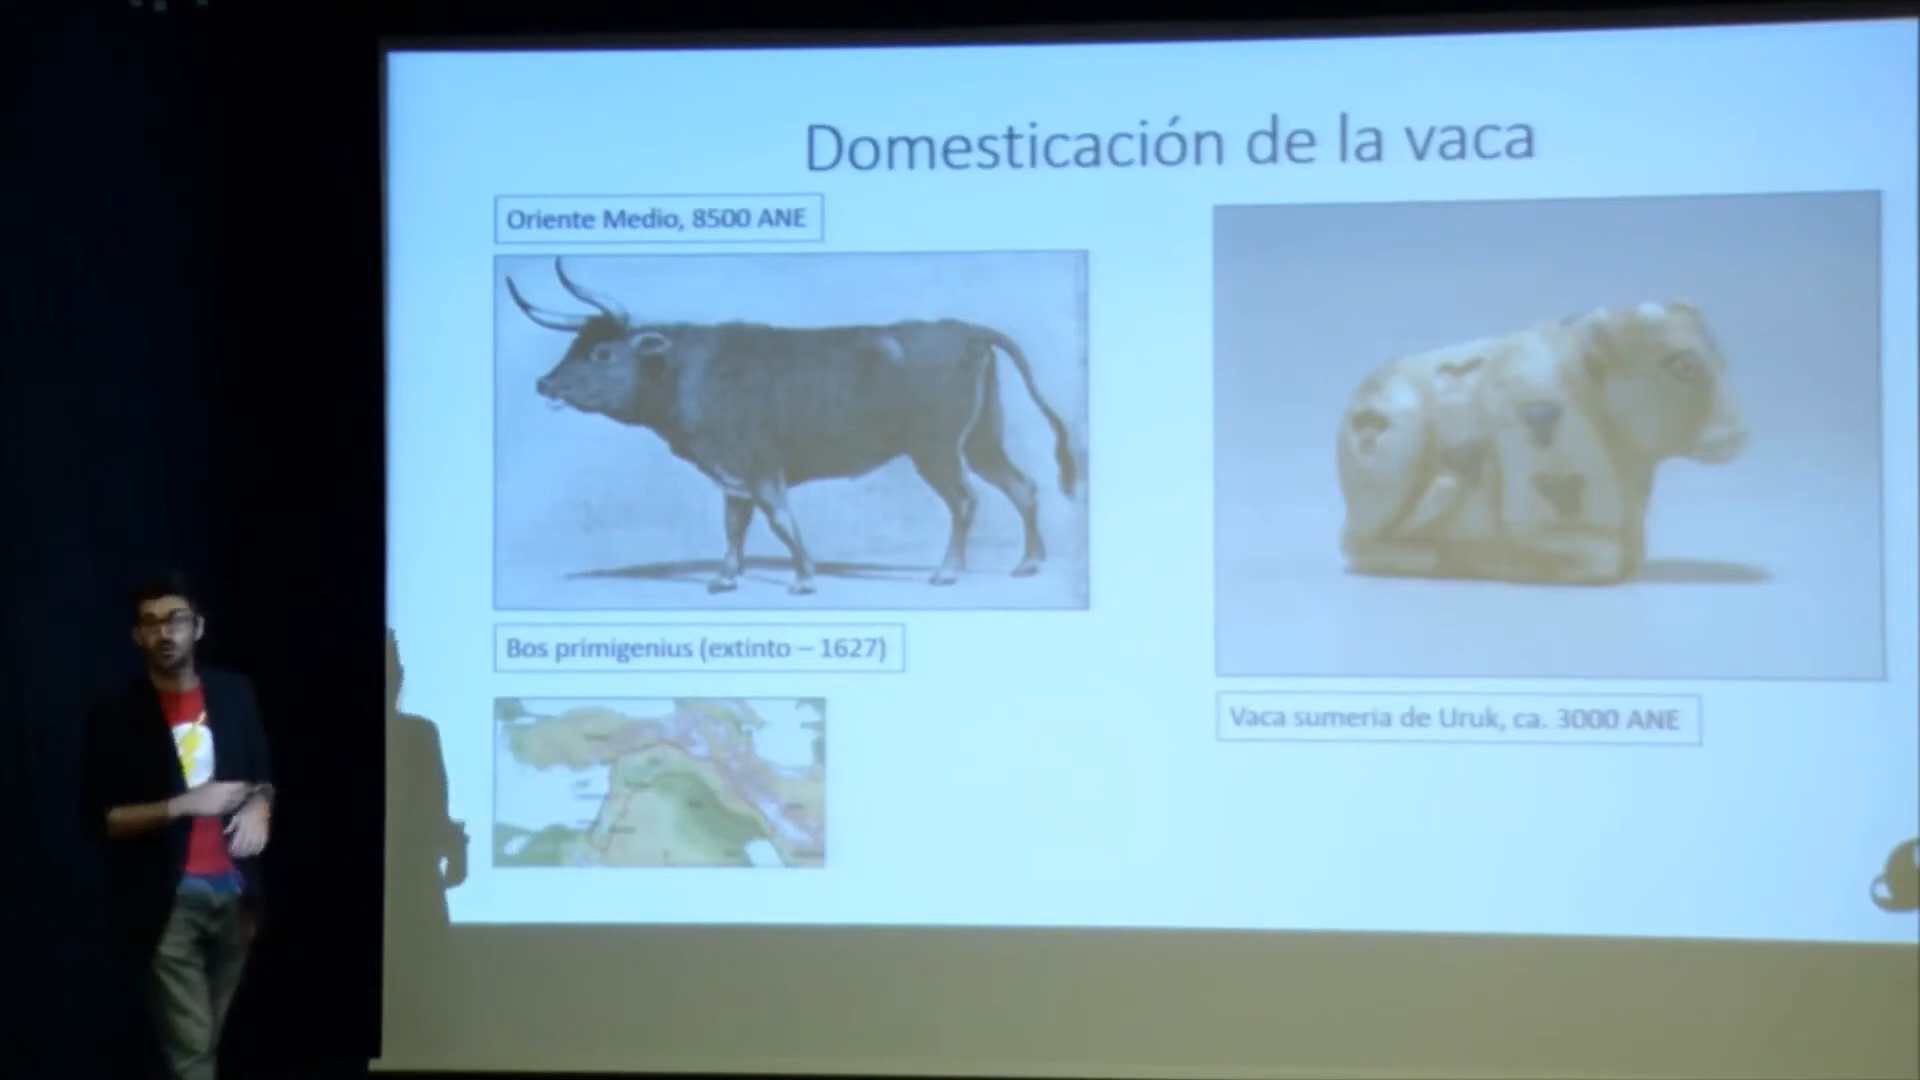 Domesticación de la vaca
Oriente Medio, 8500 ANE
Bos primigenius (extinto – 1627)
Vaca sumeria de Uruk, ca. 3000 ANE